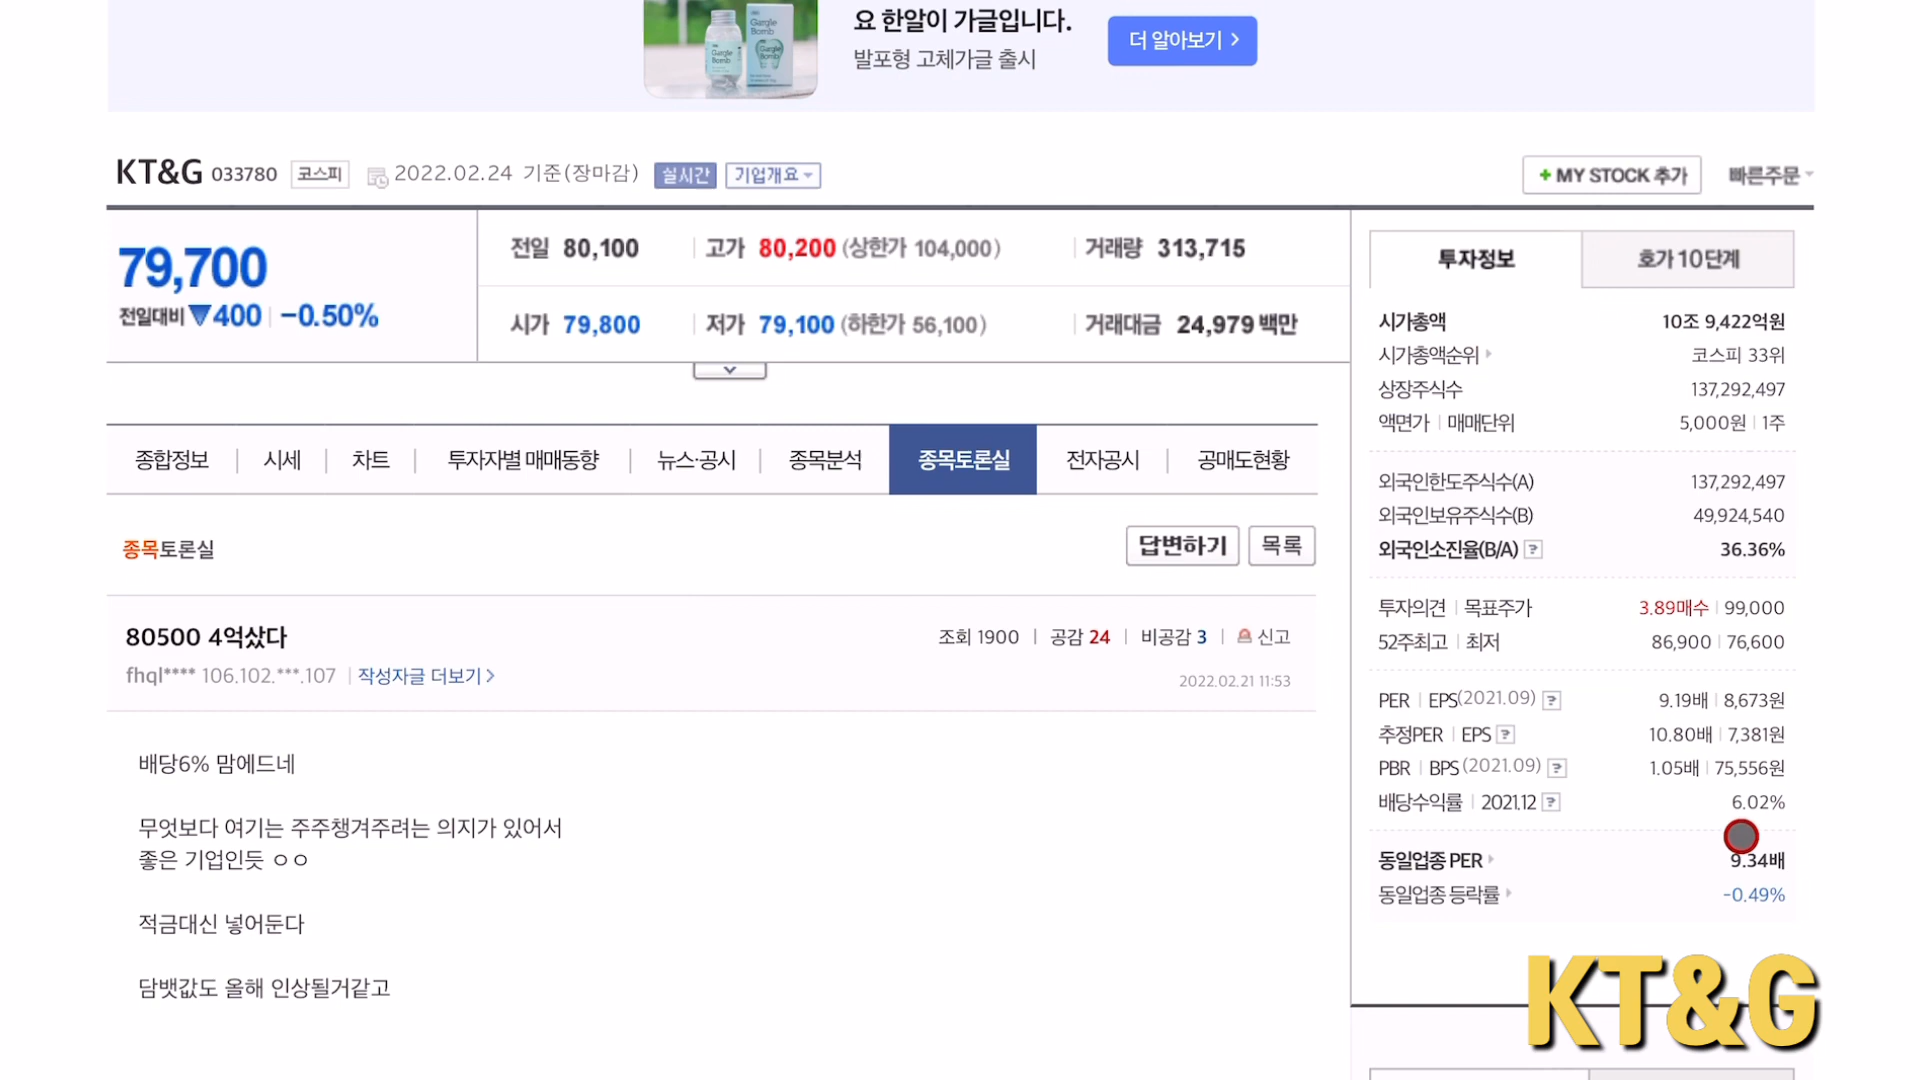 요 한알이 가글입니다.
발포형 고체가글 출시
더 알아보기 >
Gargle Bomb
Gargle Bomb
Gargle Bomb
KT&G 033780 코스피 2022.02.24 기준(장마감) 실시간 기업개요
+ MY STOCK 추가 빠른주문
79,700
전일대비 ▼400 | -0.50%
전일 80,100 고가 80,200 (상한가 104,000) 거래량 313,715
시가 79,800 저가 79,100 (하한가 56,100) 거래대금 24,979 백만
종합정보 | 시세 | 차트 | 투자자별 매매동향 | 뉴스·공시 | 종목분석 종목토론실 전자공시 | 공매도현황
종목토론실
답변하기 목록
80500 4억샀다
조회 1900 | 공감 24 | 비공감 3 | 신고
fhql**** 106.102.***.107 | 작성자글 더보기 >
2022.02.21 11:53
배당6% 맘에드네
무엇보다 여기는 주주챙겨주려는 의지가 있어서
좋은 기업인듯 ㅇㅇ
적금대신 넣어둔다
담뱃값도 올해 인상될거같고
투자정보 호가 10단계
시가총액 10조 9,422억원
시가총액순위 코스피 33위
상장주식수 137,292,497
액면가 | 매매단위 5,000원 | 1주
외국인한도주식수(A) 137,292,497
외국인보유주식수(B) 49,924,540
외국인소진율(B/A) ? 36.36%
투자의견 | 목표주가 3.89매수 | 99,000
52주최고 | 최저 86,900 | 76,600
PER | EPS(2021.09) ? 9.19배 | 8,673원
추정PER | EPS ? 10.80배 | 7,381원
PBR | BPS (2021.09) ? 1.05배 | 75,556원
배당수익률 | 2021.12 ? 6.02%
동일업종 PER 9.34배
동일업종 등락률 -0.49%
KT&G